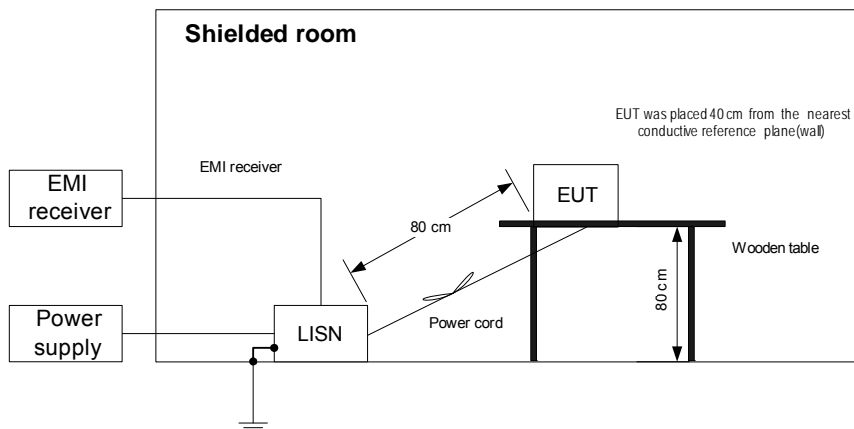 Shielded room
EUT was placed 40 cm from the nearest
conductive reference plane(wall)
EMI receiver
EMI
receiver
EUT
80 cm
Wooden table
80 cm
Power
supply
LISN
Power cord